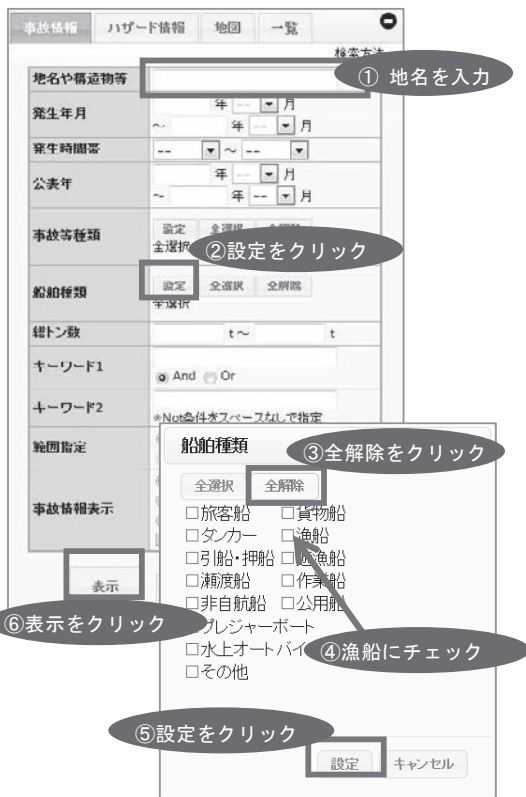 事故情報 ハザード情報 地図 一覧
検索方法
地名や構造物等
① 地名を入力
発生年月
年 -- 月
～ 年 -- 月
発生時間帯 -- ～ --
公表年
年 -- 月
～ 年 -- 月
事故等種類 設定 全選択 全解除
全選択
②設定をクリック
船舶種類 設定 全選択 全解除
全選択
総トン数 t～ t
キーワード1
And Or
キーワード2
*Not条件をスペースなしで指定
範囲指定
事故情報表示
表示
⑥表示をクリック
船舶種類
③全解除をクリック
全選択 全解除
□旅客船 □貨物船
□タンカー □漁船
□引船・押船 □遊漁船
□瀬渡船 □作業船
□非自航船 □公用船
プレジャーボート
□水上オートバイ
④漁船にチェック
□その他
⑤設定をクリック
設定 キャンセル